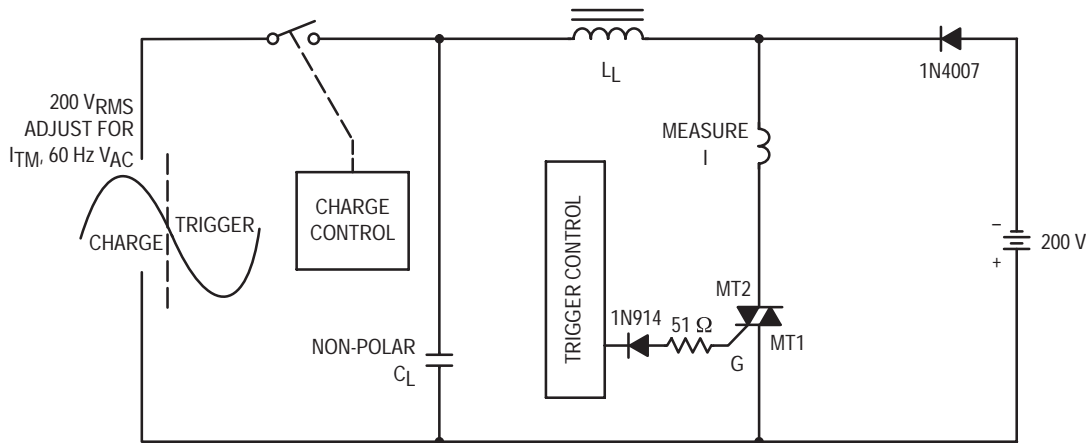 200 VRMS
ADJUST FOR
ITM, 60 Hz VAC
CHARGE
TRIGGER
CHARGE
CONTROL
NON-POLAR
CL
LL
TRIGGER CONTROL
MEASURE
I
1N914
51 Ω
G
MT2
MT1
1N4007
–
+
200 V